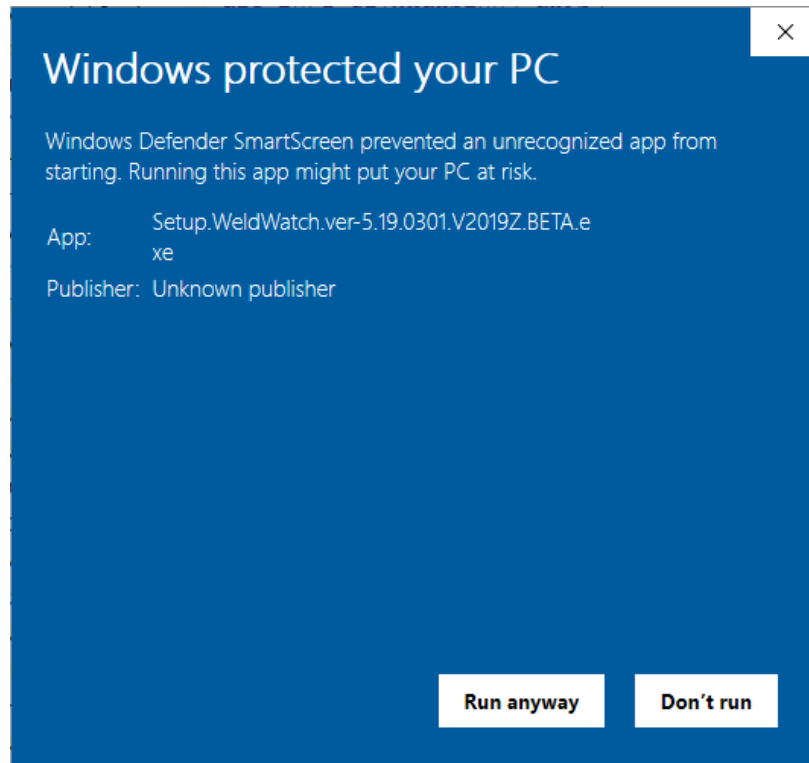 Windows protected your PC
Windows Defender SmartScreen prevented an unrecognized app from
starting. Running this app might put your PC at risk.
App: Setup.WeldWatch.ver-5.19.0301.V2019Z.BETA.e
xe
Publisher: Unknown publisher
Run anyway Don't run